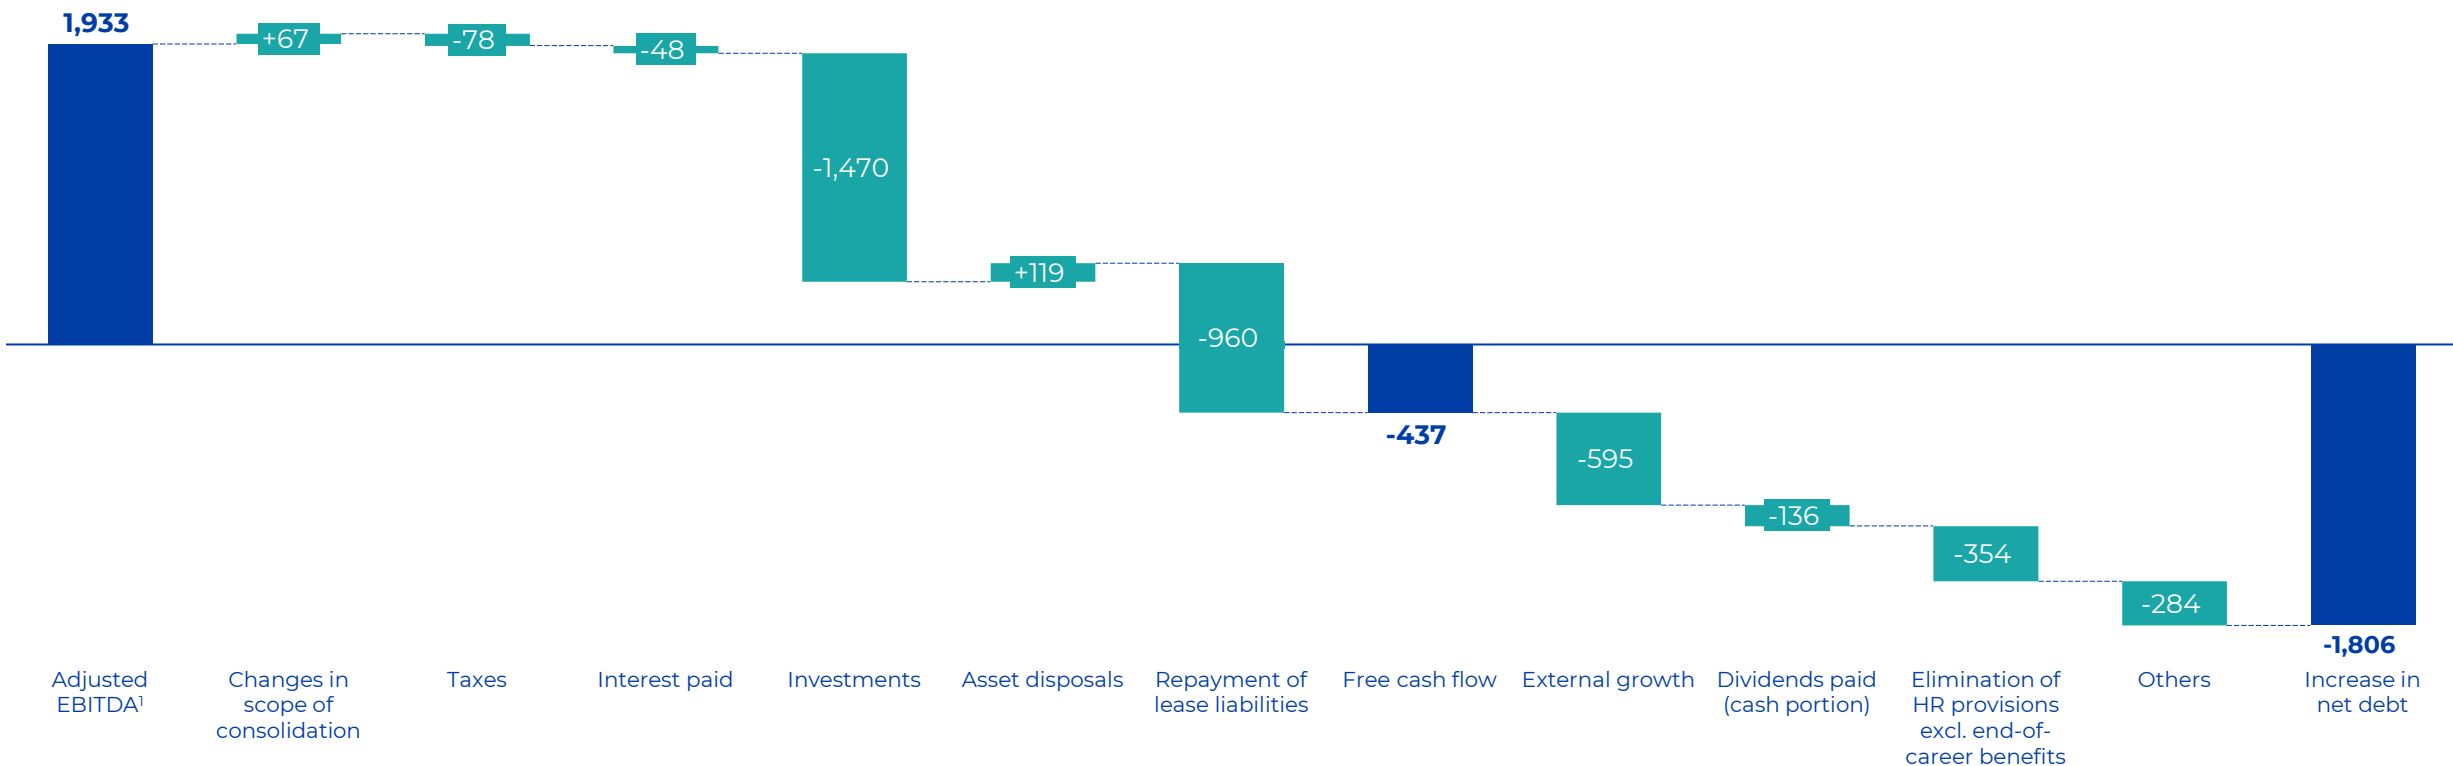 1,933
+67
-78
-48
-1,470
+119
-960
-437
-595
-136
-354
-284
-1,806
Adjusted
EBITDA¹
Changes in
scope of
consolidation
Taxes
Interest paid
Investments
Asset disposals
Repayment of
lease liabilities
Free cash flow
External growth
Dividends paid
(cash portion)
Elimination of
HR provisions
excl. end-of-
career benefits
Others
Increase in
net debt